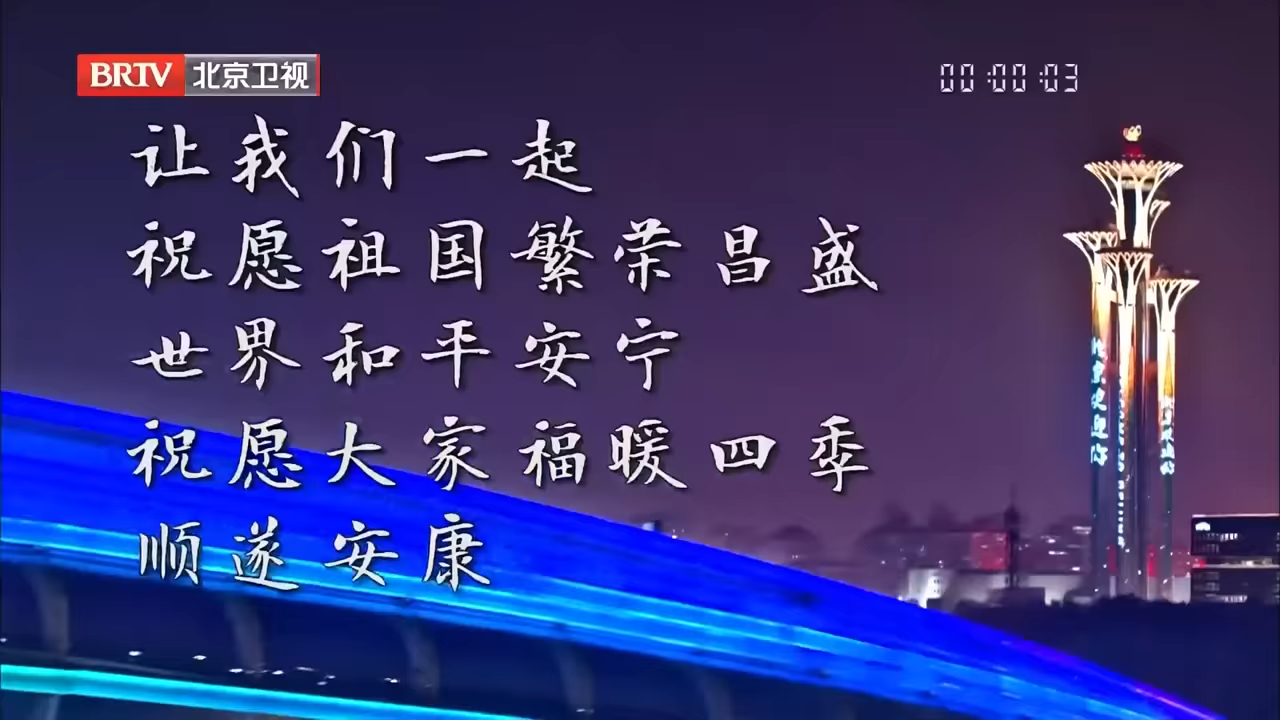 BRTV 北京卫视
00:00:03
让我们一起
祝愿祖国繁荣昌盛
世界和平安宁
祝愿大家福暖四季
顺遂安康